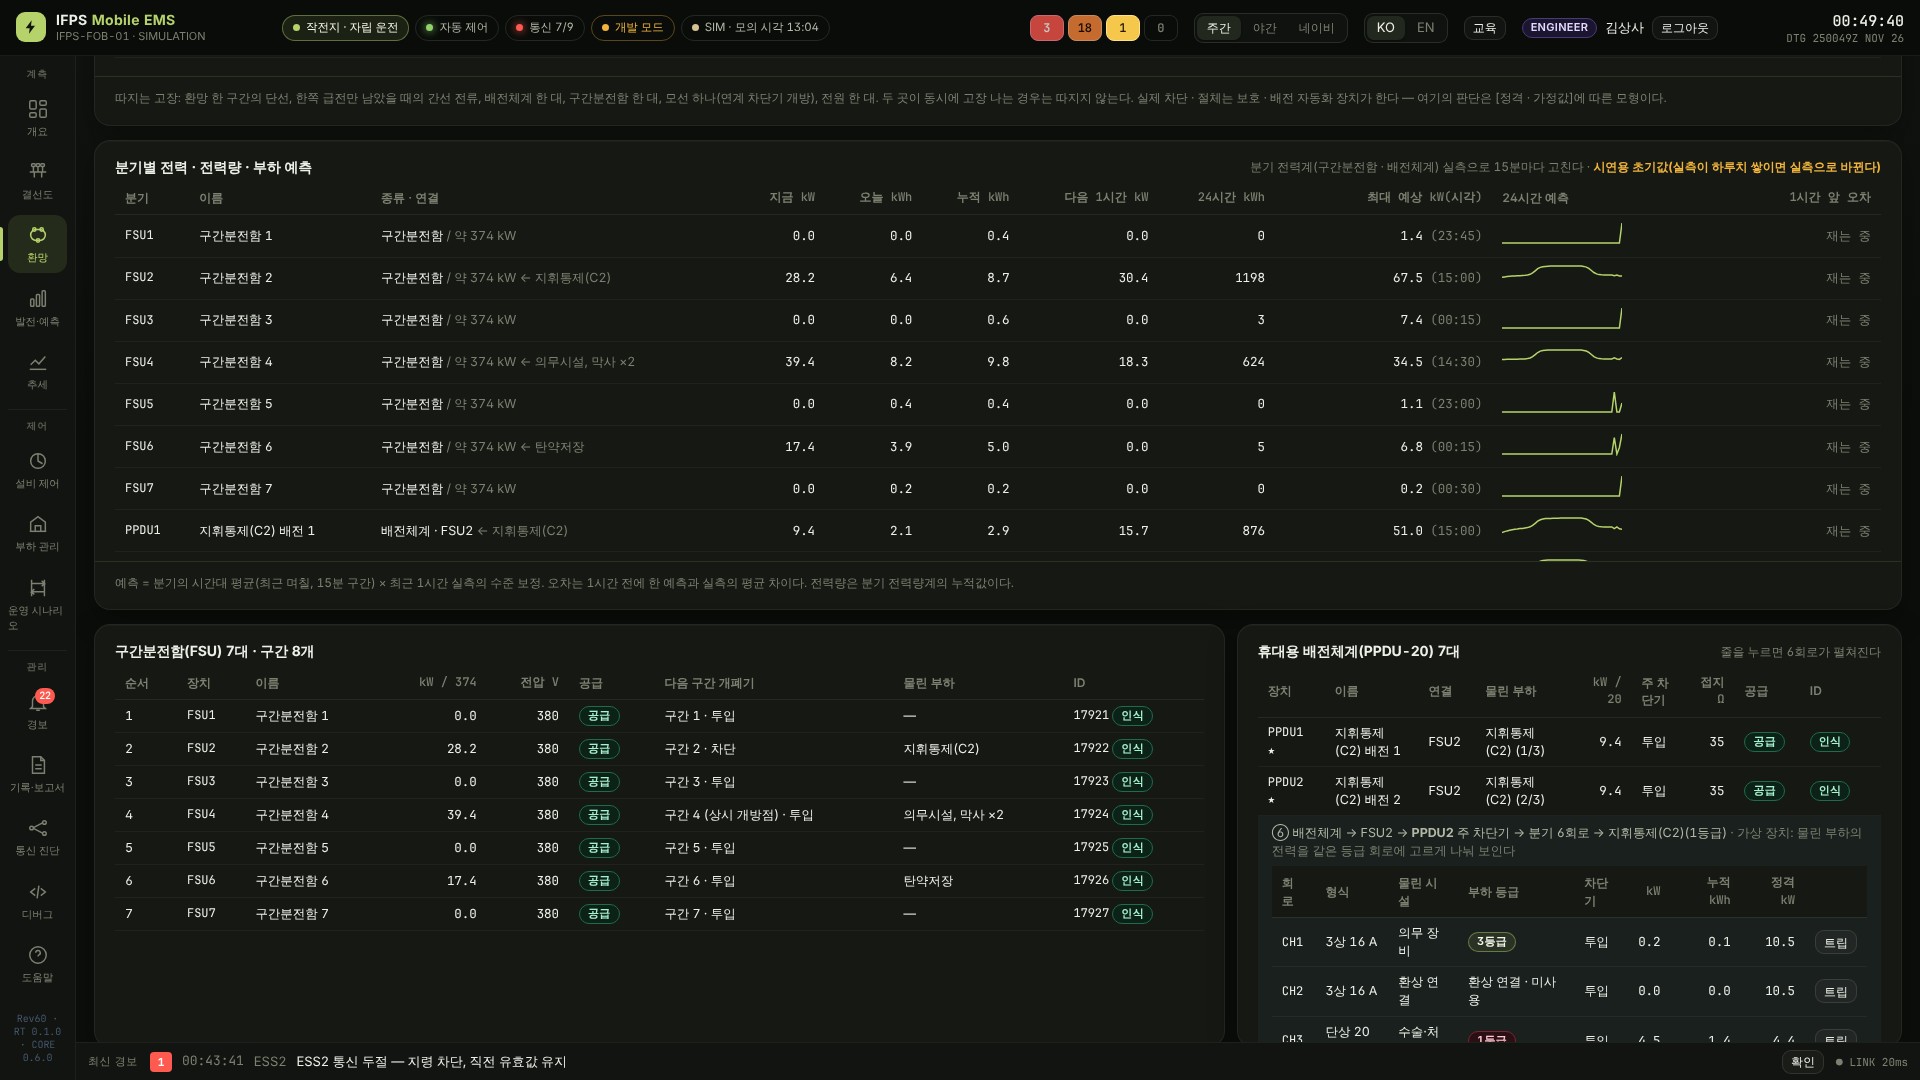 IFPS Mobile EMS
IFPS-FOB-01 · SIMULATION
작전지 · 자립 운전
자동 제어
통신 7/9
개발 모드
SIM · 모의 시각 13:04
3 18 1 0
주간 야간 네이비
KO EN
교육
ENGINEER 김상사 로그아웃
00:49:40
DTG 250049Z NOV 26
계측
개요
결선도
환망
발전·예측
추세
제어
설비 제어
부하 관리
운영 시나리오
관리
22
경보
기록·보고서
통신 진단
디버그
도움말
Rev60 ·
RT 0.1.0
· CORE
0.6.0
따지는 고장: 환망 한 구간의 단선, 한쪽 급전만 남았을 때의 간선 전류, 배전체계 한 대, 구간분전함 한 대, 모선 하나(연계 차단기 개방), 전원 한 대. 두 곳이 동시에 고장 나는 경우는 따지지 않는다. 실제 차단 · 절체는 보호 · 배전 자동화 장치가 한다 — 여기의 판단은 [정격 · 가정값]에 따른 모형이다.
분기별 전력 · 전력량 · 부하 예측
분기 전력계(구간분전함 · 배전체계) 실측으로 15분마다 고친다 · 시연용 초기값(실측이 하루치 쌓이면 실측으로 바뀐다)
분기 이름 종류 · 연결 지금 kW 오늘 kWh 누적 kWh 다음 1시간 kW 24시간 kWh 최대 예상 kW(시각) 24시간 예측 1시간 앞 오차
FSU1 구간분전함 1 구간분전함 / 약 374 kW 0.0 0.0 0.4 0.0 0 1.4 (23:45) 재는 중
FSU2 구간분전함 2 구간분전함 / 약 374 kW ← 지휘통제(C2) 28.2 6.4 8.7 30.4 1198 67.5 (15:00) 재는 중
FSU3 구간분전함 3 구간분전함 / 약 374 kW 0.0 0.0 0.6 0.0 3 7.4 (00:15) 재는 중
FSU4 구간분전함 4 구간분전함 / 약 374 kW ← 의무시설, 막사 ×2 39.4 8.2 9.8 18.3 624 34.5 (14:30) 재는 중
FSU5 구간분전함 5 구간분전함 / 약 374 kW 0.0 0.4 0.4 0.0 0 1.1 (23:00) 재는 중
FSU6 구간분전함 6 구간분전함 / 약 374 kW ← 탄약저장 17.4 3.9 5.0 0.0 5 6.8 (00:15) 재는 중
FSU7 구간분전함 7 구간분전함 / 약 374 kW 0.0 0.2 0.2 0.0 0 0.2 (00:30) 재는 중
PPDU1 지휘통제(C2) 배전 1 배전체계 · FSU2 ← 지휘통제(C2) 9.4 2.1 2.9 15.7 876 51.0 (15:00) 재는 중
예측 = 분기의 시간대 평균(최근 며칠, 15분 구간) × 최근 1시간 실측의 수준 보정. 오차는 1시간 전에 한 예측과 실측의 평균 차이다. 전력량은 분기 전력량계의 누적값이다.
구간분전함(FSU) 7대 · 구간 8개
순서 장치 이름 kW / 374 전압 V 공급 다음 구간 개폐기 물린 부하 ID
1 FSU1 구간분전함 1 0.0 380 공급 구간 1 · 투입 — 17921 인식
2 FSU2 구간분전함 2 28.2 380 공급 구간 2 · 차단 지휘통제(C2) 17922 인식
3 FSU3 구간분전함 3 0.0 380 공급 구간 3 · 투입 — 17923 인식
4 FSU4 구간분전함 4 39.4 380 공급 구간 4 (상시 개방점) · 투입 의무시설, 막사 ×2 17924 인식
5 FSU5 구간분전함 5 0.0 380 공급 구간 5 · 투입 — 17925 인식
6 FSU6 구간분전함 6 17.4 380 공급 구간 6 · 투입 탄약저장 17926 인식
7 FSU7 구간분전함 7 0.0 380 공급 구간 7 · 투입 — 17927 인식
휴대용 배전체계(PPDU-20) 7대
줄을 누르면 6회로가 펼쳐진다
장치 이름 연결 물린 부하 kW / 20 주 차단기 접지 Ω 공급 ID
PPDU1 ★ 지휘통제(C2) 배전 1 FSU2 지휘통제(C2) (1/3) 9.4 투입 35 공급 인식
PPDU2 ★ 지휘통제(C2) 배전 2 FSU2 지휘통제(C2) (2/3) 9.4 투입 35 공급 인식
⑥ 배전체계 → FSU2 → PPDU2 주 차단기 → 분기 6회로 → 지휘통제(C2)(1등급) · 가상 장치: 물린 부하의
전력을 같은 등급 회로에 고르게 나눠 보인다
회로 형식 물린 시설 부하 등급 차단기 kW 누적 kWh 정격 kW
CH1 3상 16 A 의무 장비 3등급 투입 0.2 0.1 10.5 트립
CH2 3상 16 A 환상 연결 환상 연결 · 미사용 투입 0.0 0.0 10.5 트립
CH3 단상 20 수술·처 1등급 투입 4.5 1.4 4.4 트립
최신 경보 1 00:43:41 ESS2 ESS2 통신 두절 — 지령 차단, 직전 유효값 유지
확인 LINK 20ms